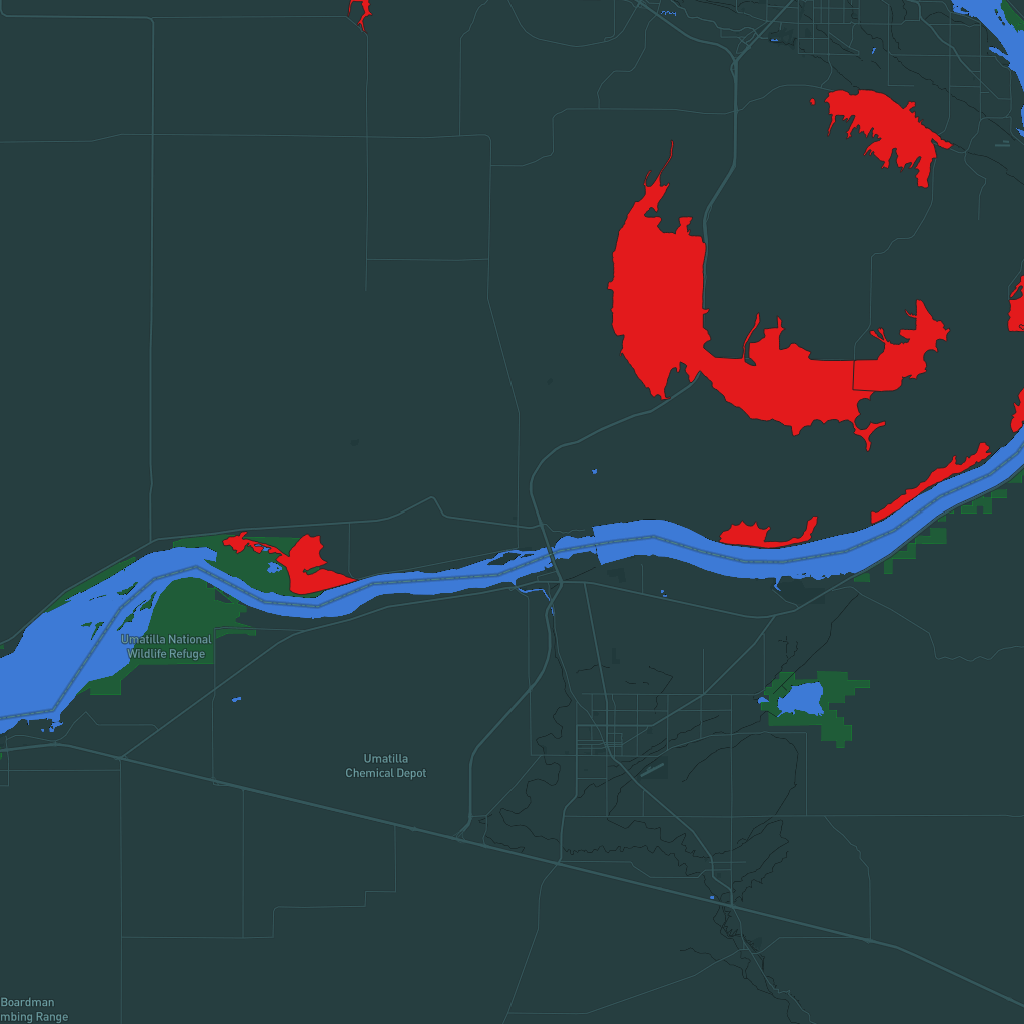 Umatilla National
Wildlife Refuge
Umatilla
Chemical Depot
Boardman
mbing Range